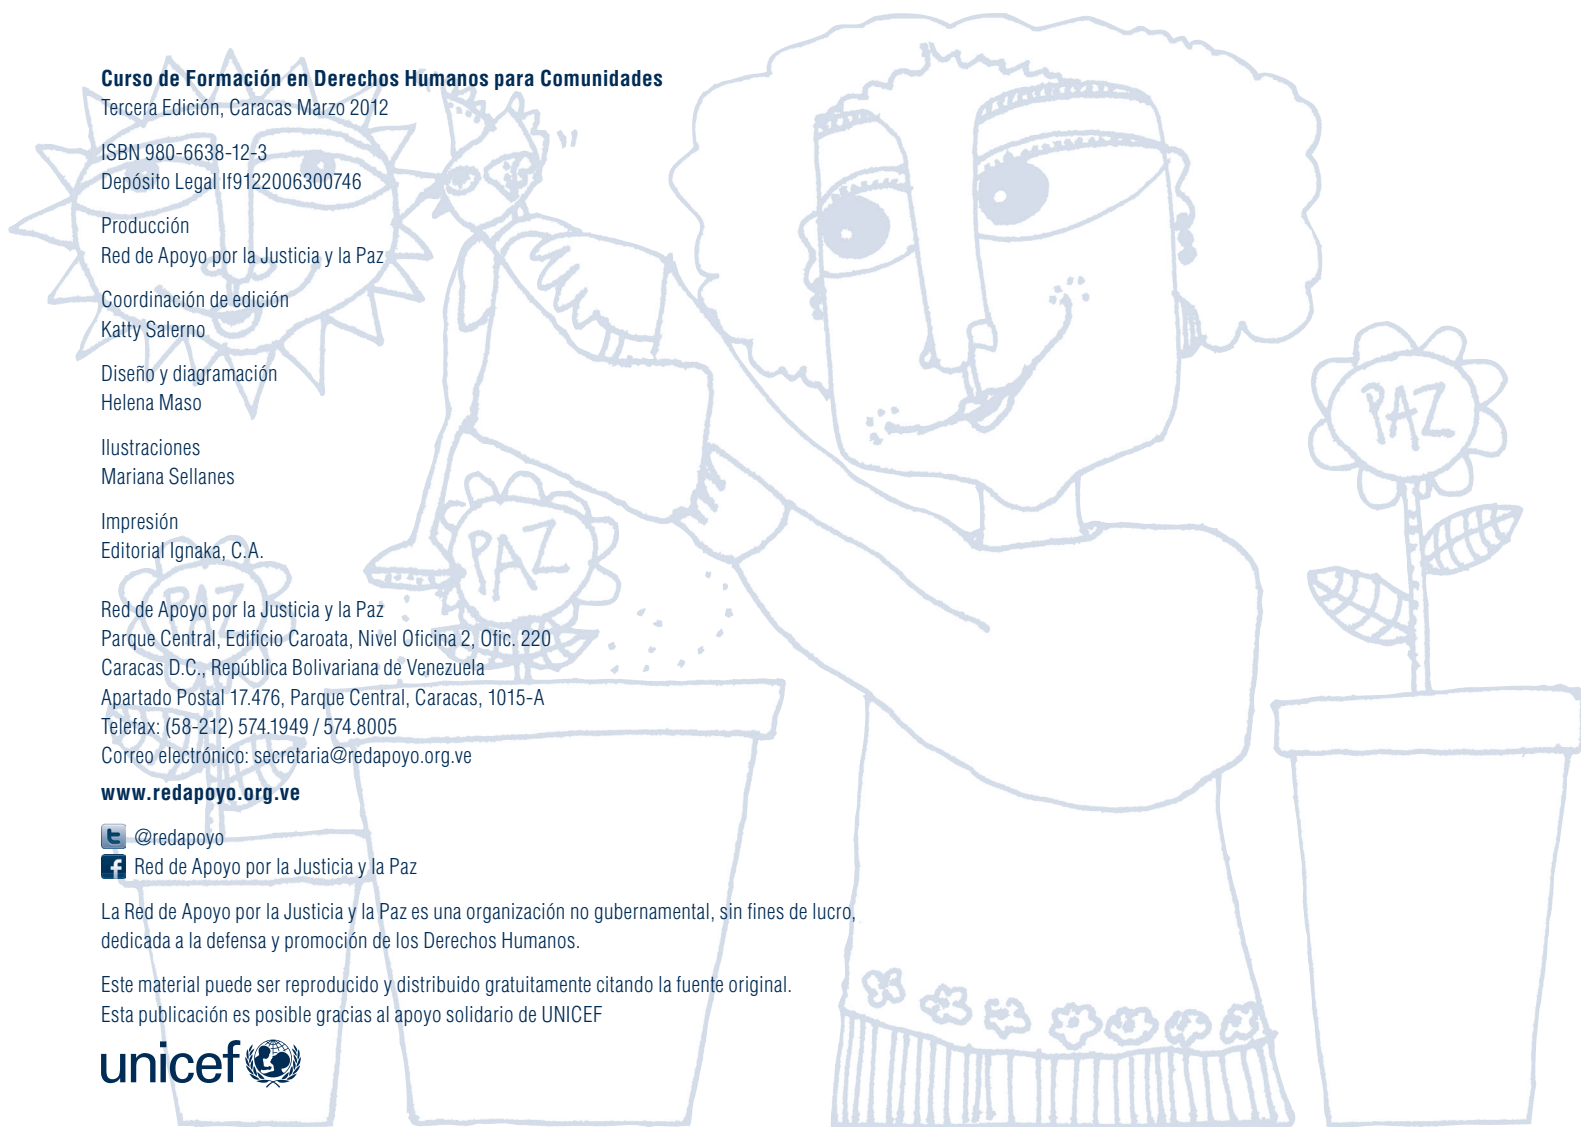 Curso de Formación en Derechos Humanos para Comunidades
Tercera Edición, Caracas Marzo 2012
ISBN 980-6638-12-3
Depósito Legal lf9122006300746
Producción
Red de Apoyo por la Justicia y la Paz
Coordinación de edición
Katty Salerno
Diseño y diagramación
Helena Maso
Ilustraciones
Mariana Sellanes
Impresión
Editorial Ignaka, C.A.
Red de Apoyo por la Justicia y la Paz
Parque Central, Edificio Caroata, Nivel Oficina 2, Ofic. 220
Caracas D.C., República Bolivariana de Venezuela
Apartado Postal 17.476, Parque Central, Caracas, 1015-A
Telefax: (58-212) 574.1949 / 574.8005
Correo electrónico: secretaria@redapoyo.org.ve
www.redapoyo.org.ve
@redapoyo
Red de Apoyo por la Justicia y la Paz
La Red de Apoyo por la Justicia y la Paz es una organización no gubernamental, sin fines de lucro,
dedicada a la defensa y promoción de los Derechos Humanos.
Este material puede ser reproducido y distribuido gratuitamente citando la fuente original.
Esta publicación es posible gracias al apoyo solidario de UNICEF
unicef
PAZ
PAZ
PAZ